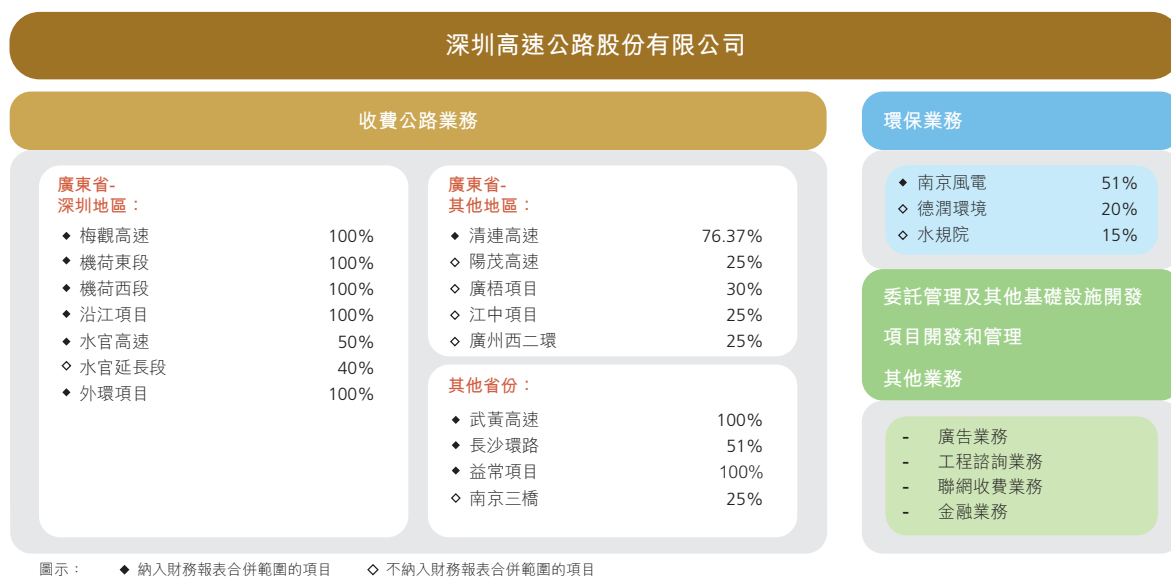 深圳高速公路股份有限公司
收費公路業務
廣東省-
深圳地區：
◆ 梅觀高速 100%
◆ 機荷東段 100%
◆ 機荷西段 100%
◆ 沿江項目 100%
◆ 水官高速 50%
◇ 水官延長段 40%
◆ 外環項目 100%
廣東省-
其他地區：
◆ 清連高速 76.37%
◇ 陽茂高速 25%
◇ 廣梧項目 30%
◇ 江中項目 25%
◇ 廣州西二環 25%
其他省份：
◆ 武黃高速 100%
◆ 長沙環路 51%
◆ 益常項目 100%
◇ 南京三橋 25%
環保業務
◆ 南京風電 51%
◇ 德潤環境 20%
◇ 水規院 15%
委託管理及其他基礎設施開發
項目開發和管理
其他業務
- 廣告業務
- 工程諮詢業務
- 聯網收費業務
- 金融業務
圖示： ◆ 納入財務報表合併範圍的項目 ◇ 不納入財務報表合併範圍的項目